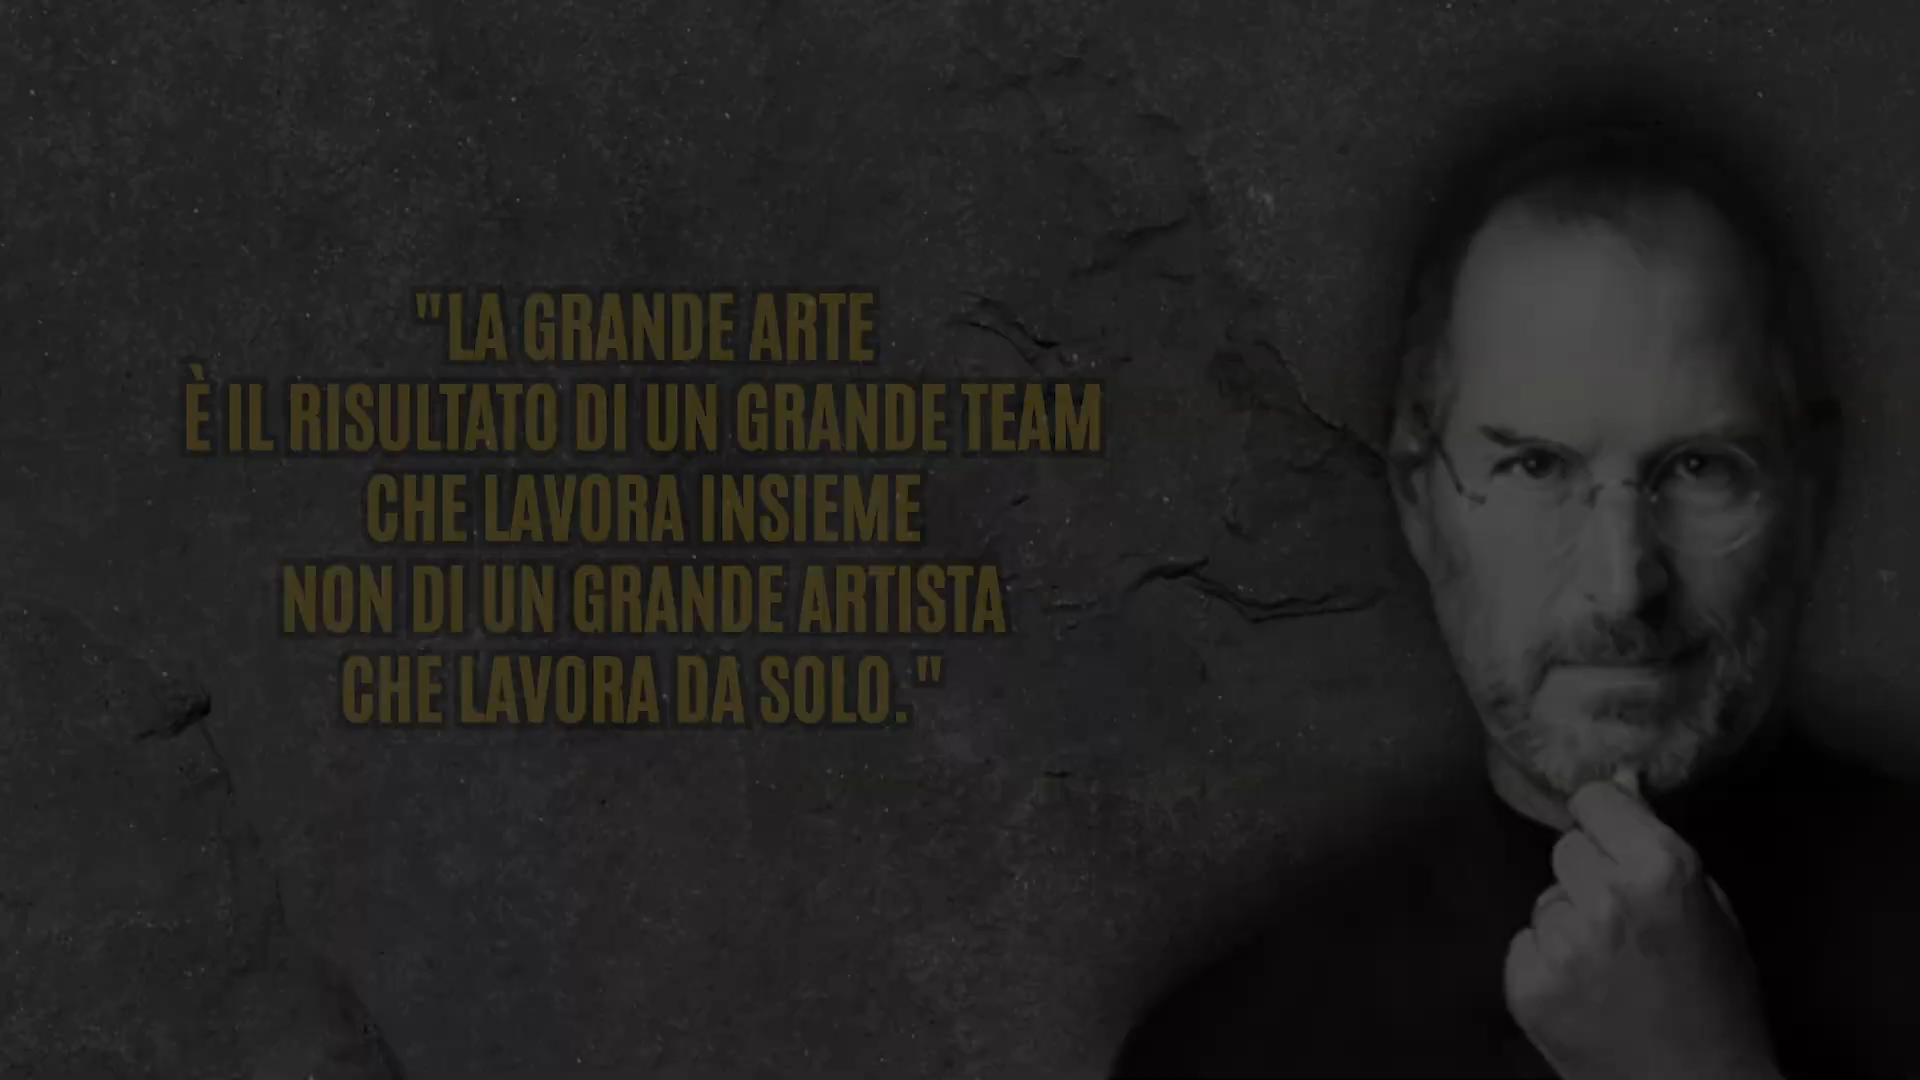 "LA GRANDE ARTE
È IL RISULTATO DI UN GRANDE TEAM
CHE LAVORA INSIEME
NON DI UN GRANDE ARTISTA
CHE LAVORA DA SOLO."